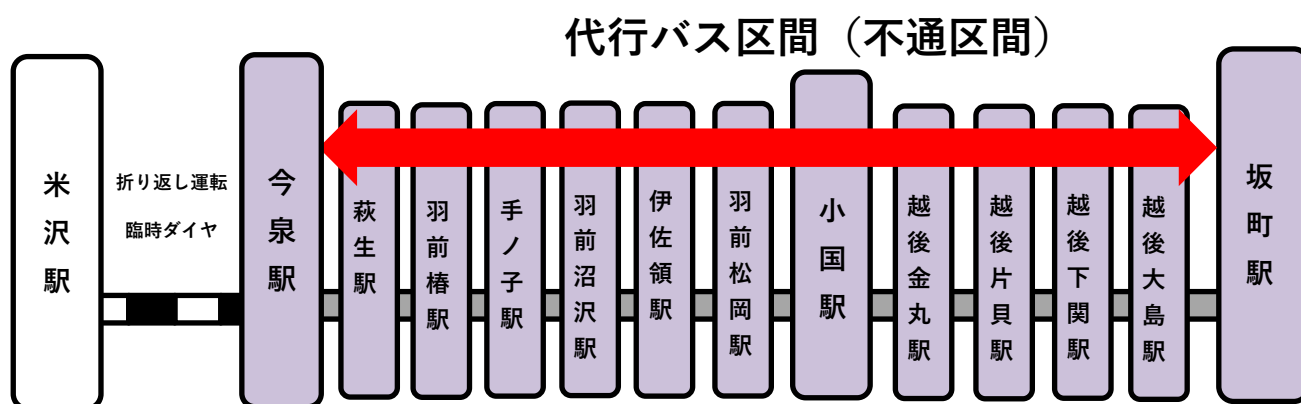 代行バス区間（不通区間）
米沢駅
折り返し運転
臨時ダイヤ
今泉駅
萩生駅
羽前椿駅
手ノ子駅
羽前沼沢駅
伊佐領駅
羽前松岡駅
小国駅
越後金丸駅
越後片貝駅
越後下関駅
越後大島駅
坂町駅